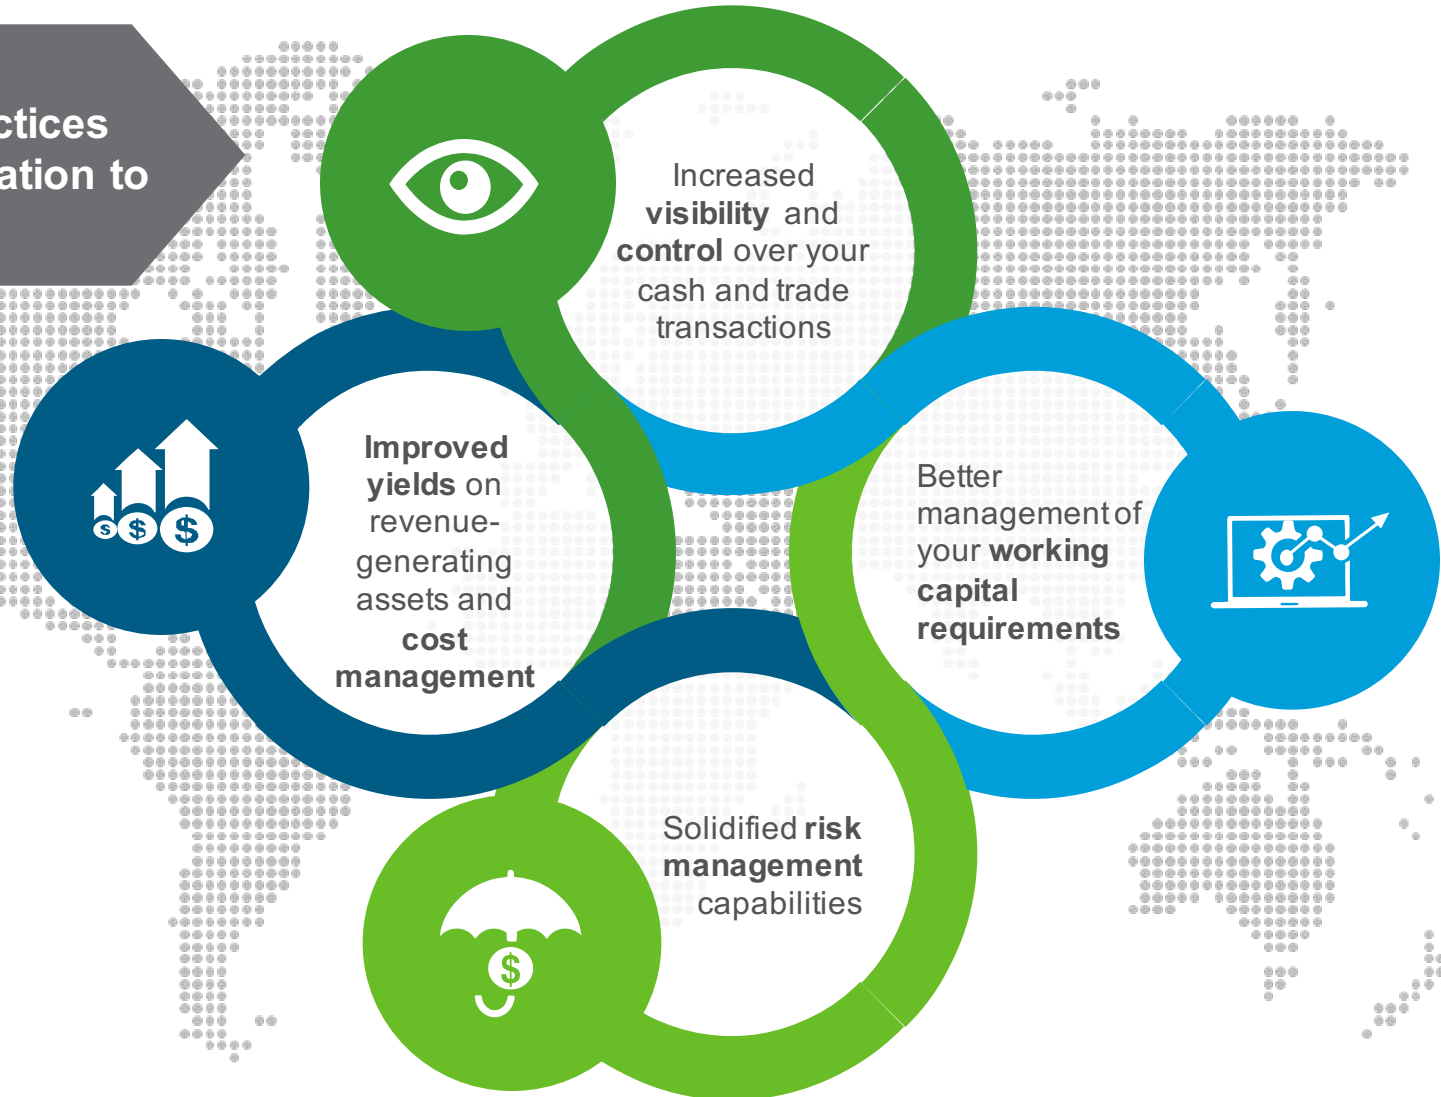 ctices
ation to
Increased
visibility and
control over your
cash and trade
transactions
Improved
yields on
revenue-
generating
assets and
cost
management
Better
management of
your working
capital
requirements
Solidified risk
management
capabilities
$ $ $
$